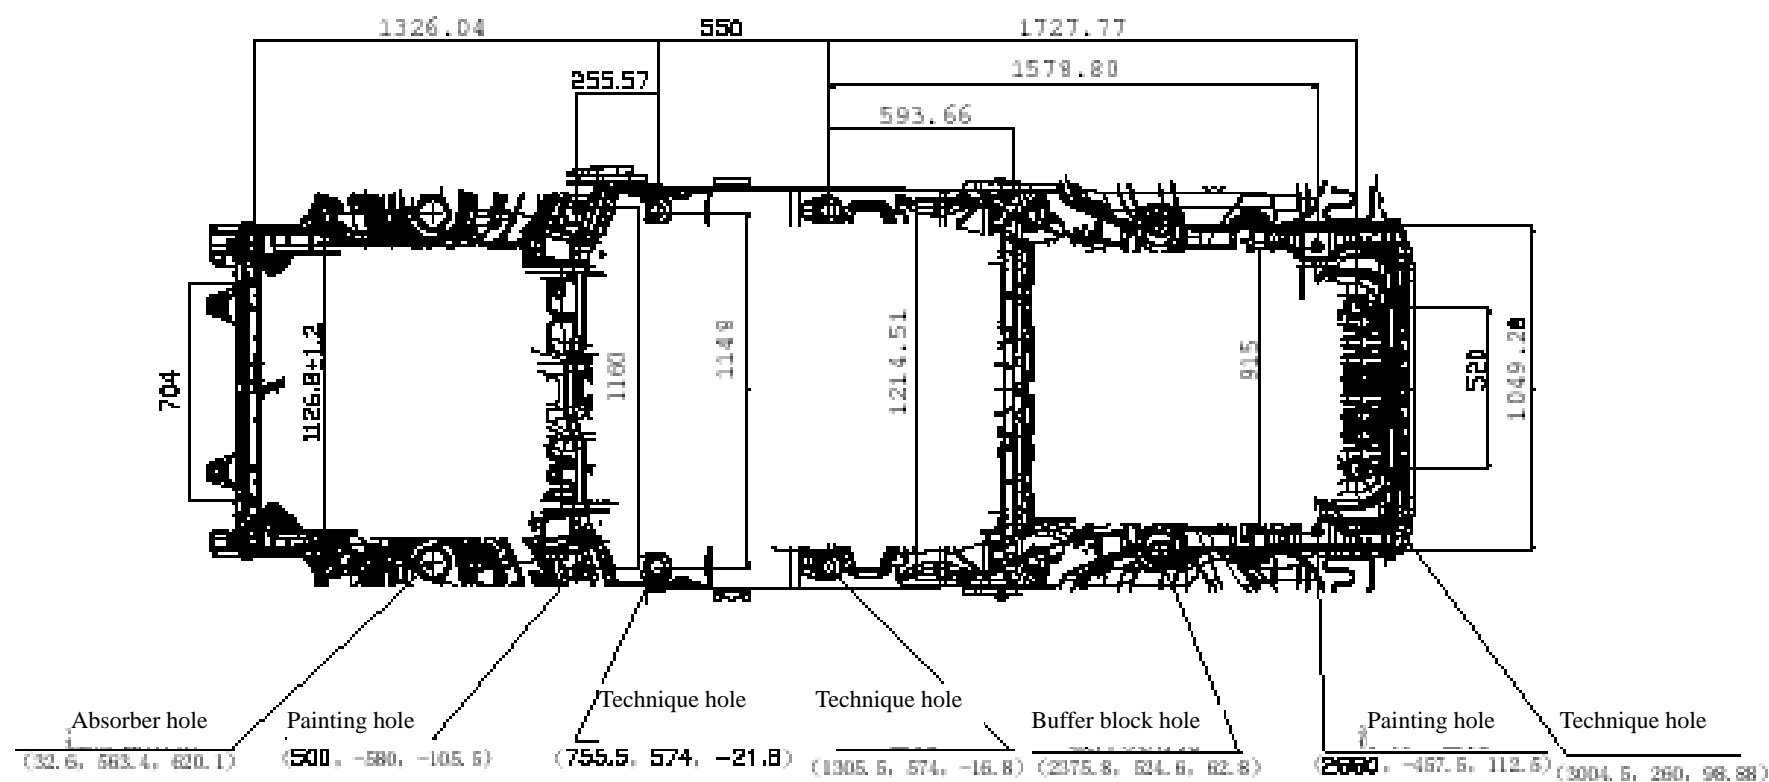 1326.04
550
1727.77
255.57
1578.80
593.66
704
1126.8±1.2
1160
1148
1214.51
915
520
1049.28
Absorber hole
(32.6, 563.4, 620.1)
Painting hole
(500, -580, -105.5)
Technique hole
(755.5, 574, -21.8)
Technique hole
(1305.5, 574, -16.8)
Buffer block hole
(2375.8, 524.6, 62.8)
Painting hole
-457.5, 112.5)
Technique hole
(3004.5, 260, 98.88)